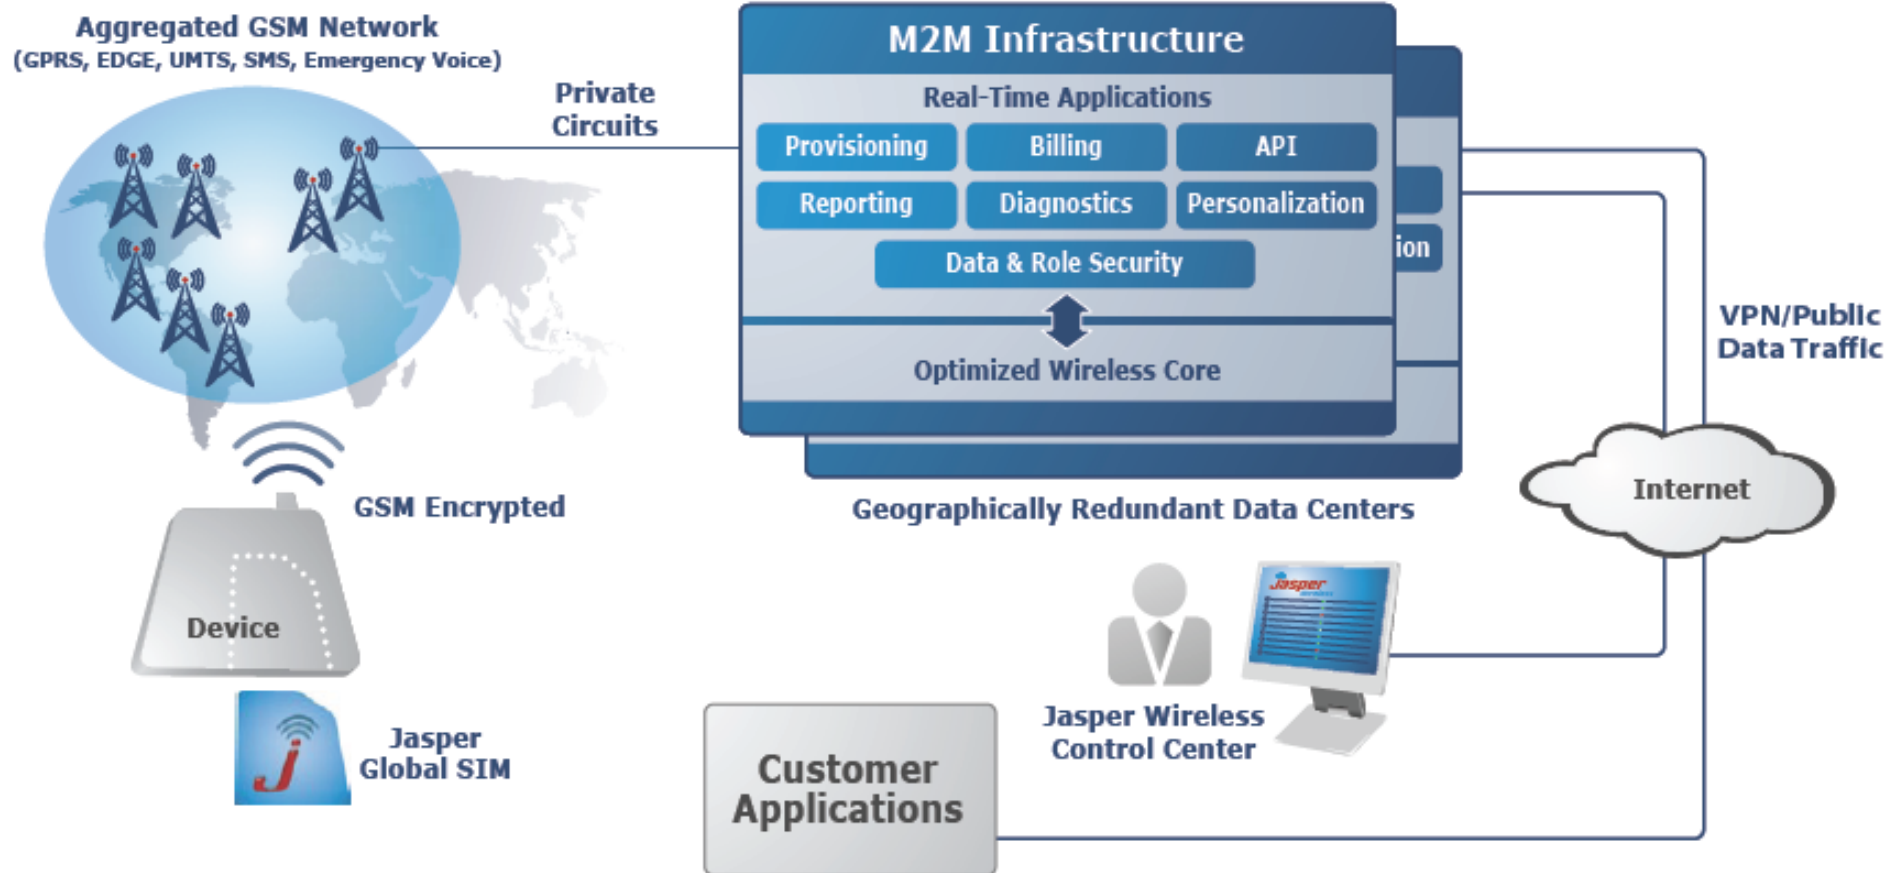 Aggregated GSM Network
(GPRS, EDGE, UMTS, SMS, Emergency Voice)
Private
Circuits
M2M Infrastructure
Real-Time Applications
Provisioning
Billing
API
Reporting
Diagnostics
Personalization
ion
Data & Role Security
Optimized Wireless Core
VPN/Public
Data Traffic
Internet
Geographically Redundant Data Centers
GSM Encrypted
Device
Jasper
Global SIM
J
Jasper
wireless
Jasper Wireless
Control Center
Customer
Applications